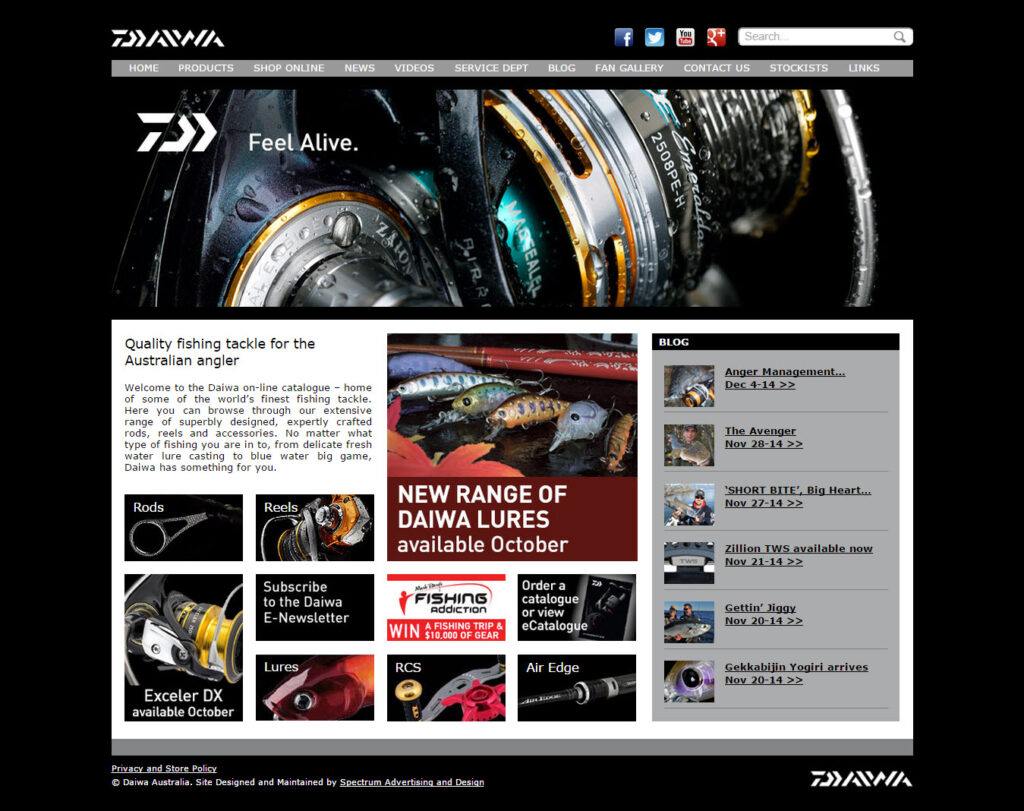 DAIWA
f
You Tube
g+
Search...
HOME PRODUCTS SHOP ONLINE NEWS VIDEOS SERVICE DEPT BLOG FAN GALLERY CONTACT US STOCKISTS LINKS
Feel Alive.
MAGSEALED
ZAION
2508PE-H
Quality fishing tackle for the
Australian angler
Welcome to the Daiwa on-line catalogue – home
of some of the world's finest fishing tackle.
Here you can browse through our extensive
range of superbly designed, expertly crafted
rods, reels and accessories. No matter what
type of fishing you are in to, from delicate fresh
water lure casting to blue water big game,
Daiwa has something for you.
NEW RANGE OF
DAIWA LURES
available October
Rods
Reels
Exceler DX
available October
Subscribe
to the Daiwa
E-Newsletter
FISHING
ADDICTION
WIN A FISHING TRIP &
$10,000 OF GEAR
Order a
catalogue
or view
eCatalogue
Lures
RCS
Air Edge
AIR EDGE
BLOG
Anger Management...
Dec 4-14 >>
The Avenger
Nov 28-14 >>
'SHORT BITE', Big Heart...
Nov 27-14 >>
TWS
Zillion TWS available now
Nov 21-14 >>
Gettin' Jiggy
Nov 20-14 >>
Gekkabijin Yogiri arrives
Nov 20-14 >>
Privacy and Store Policy
© Daiwa Australia. Site Designed and Maintained by Spectrum Advertising and Design
DAIWA